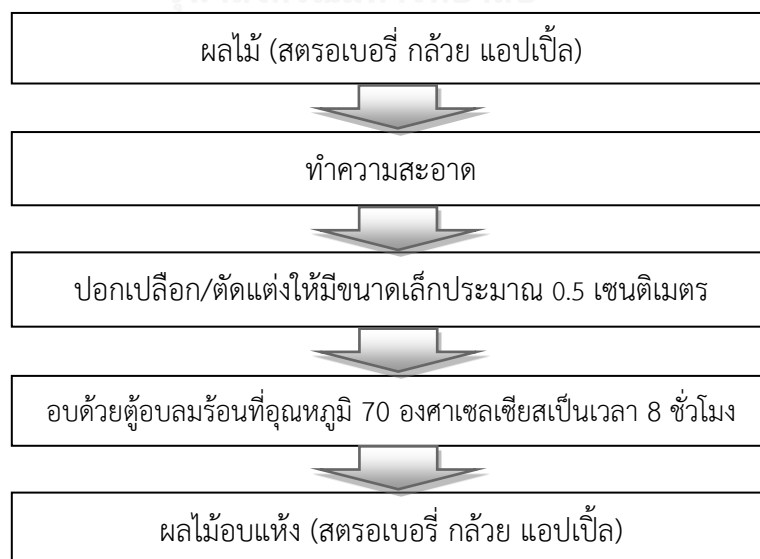 ผลไม้ (สตรอเบอรี่ กล้วย แอปเปิ้ล)
ทำความสะอาด
ปอกเปลือก/ตัดแต่งให้มีขนาดเล็กประมาณ 0.5 เซนติเมตร
อบด้วยตู้อบลมร้อนที่อุณหภูมิ 70 องศาเซลเซียสเป็นเวลา 8 ชั่วโมง
ผลไม้อบแห้ง (สตรอเบอรี่ กล้วย แอปเปิ้ล)